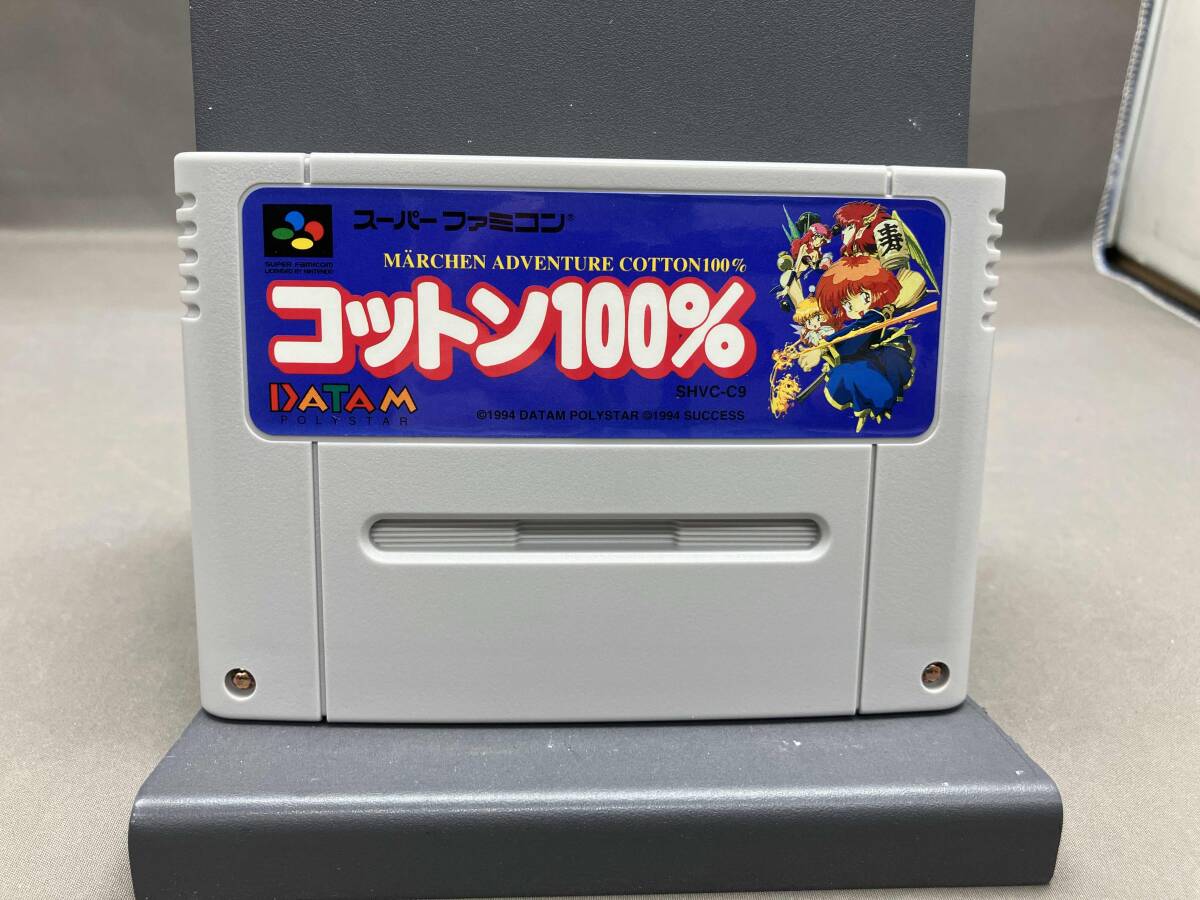 スーパーファミコン®
SUPER FAMICOM
LICENSED BY NINTENDO
MÄRCHEN ADVENTURE COTTON100%
コットン100%
寿
DATAM
POLYSTAR
SHVC-C9
©1994 DATAM POLYSTAR ©1994 SUCCESS